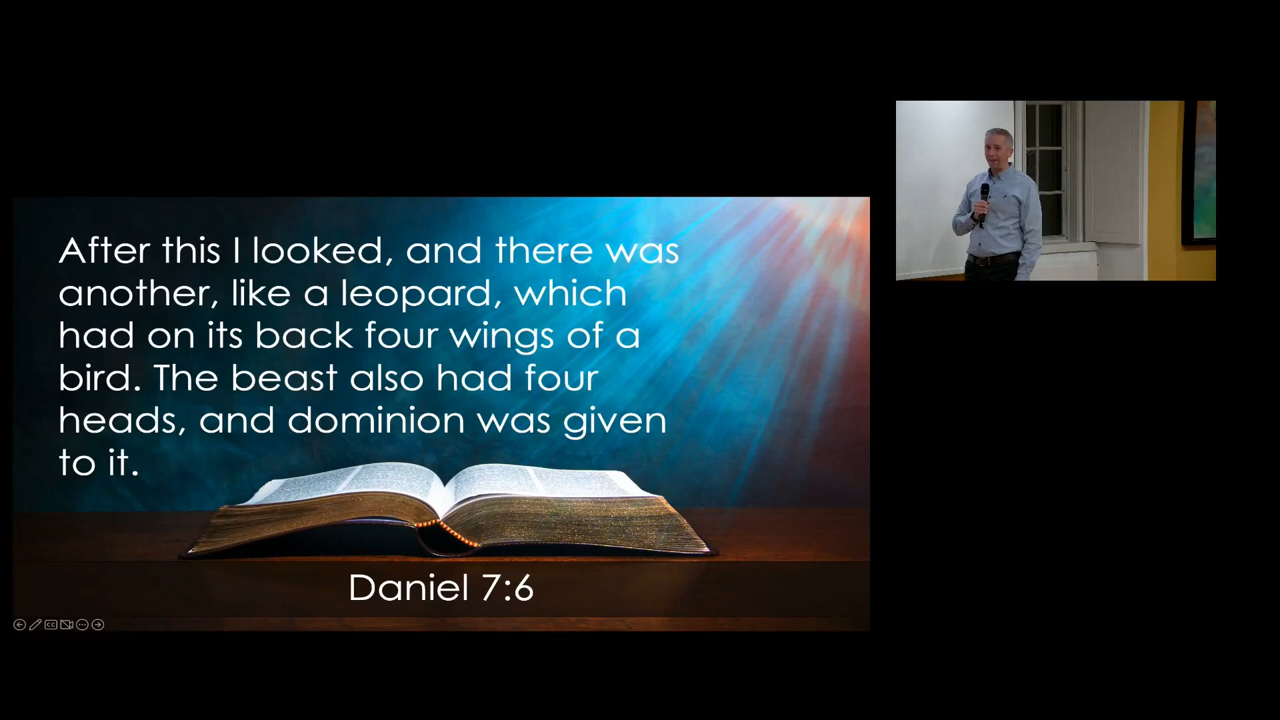 After this I looked, and there was
another, like a leopard, which
had on its back four wings of a
bird. The beast also had four
heads, and dominion was given
to it.
Daniel 7:6